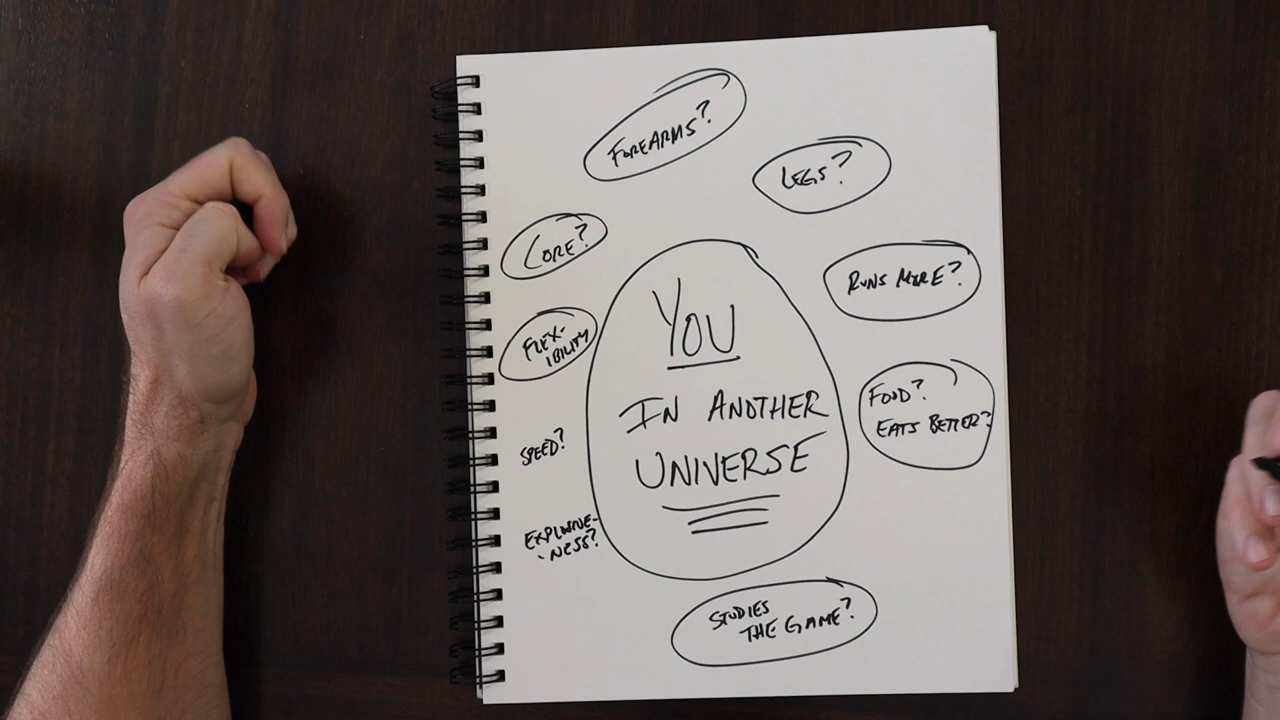 FOREARMS?
LEGS?
CORE?
RUNS MORE?
FLEX-
IBILITY
YOU
IN ANOTHER
UNIVERSE
FOOD?
EATS BETTER?
SPEED?
EXPLOSIVE-
-NESS?
STUDIES
THE GAME?